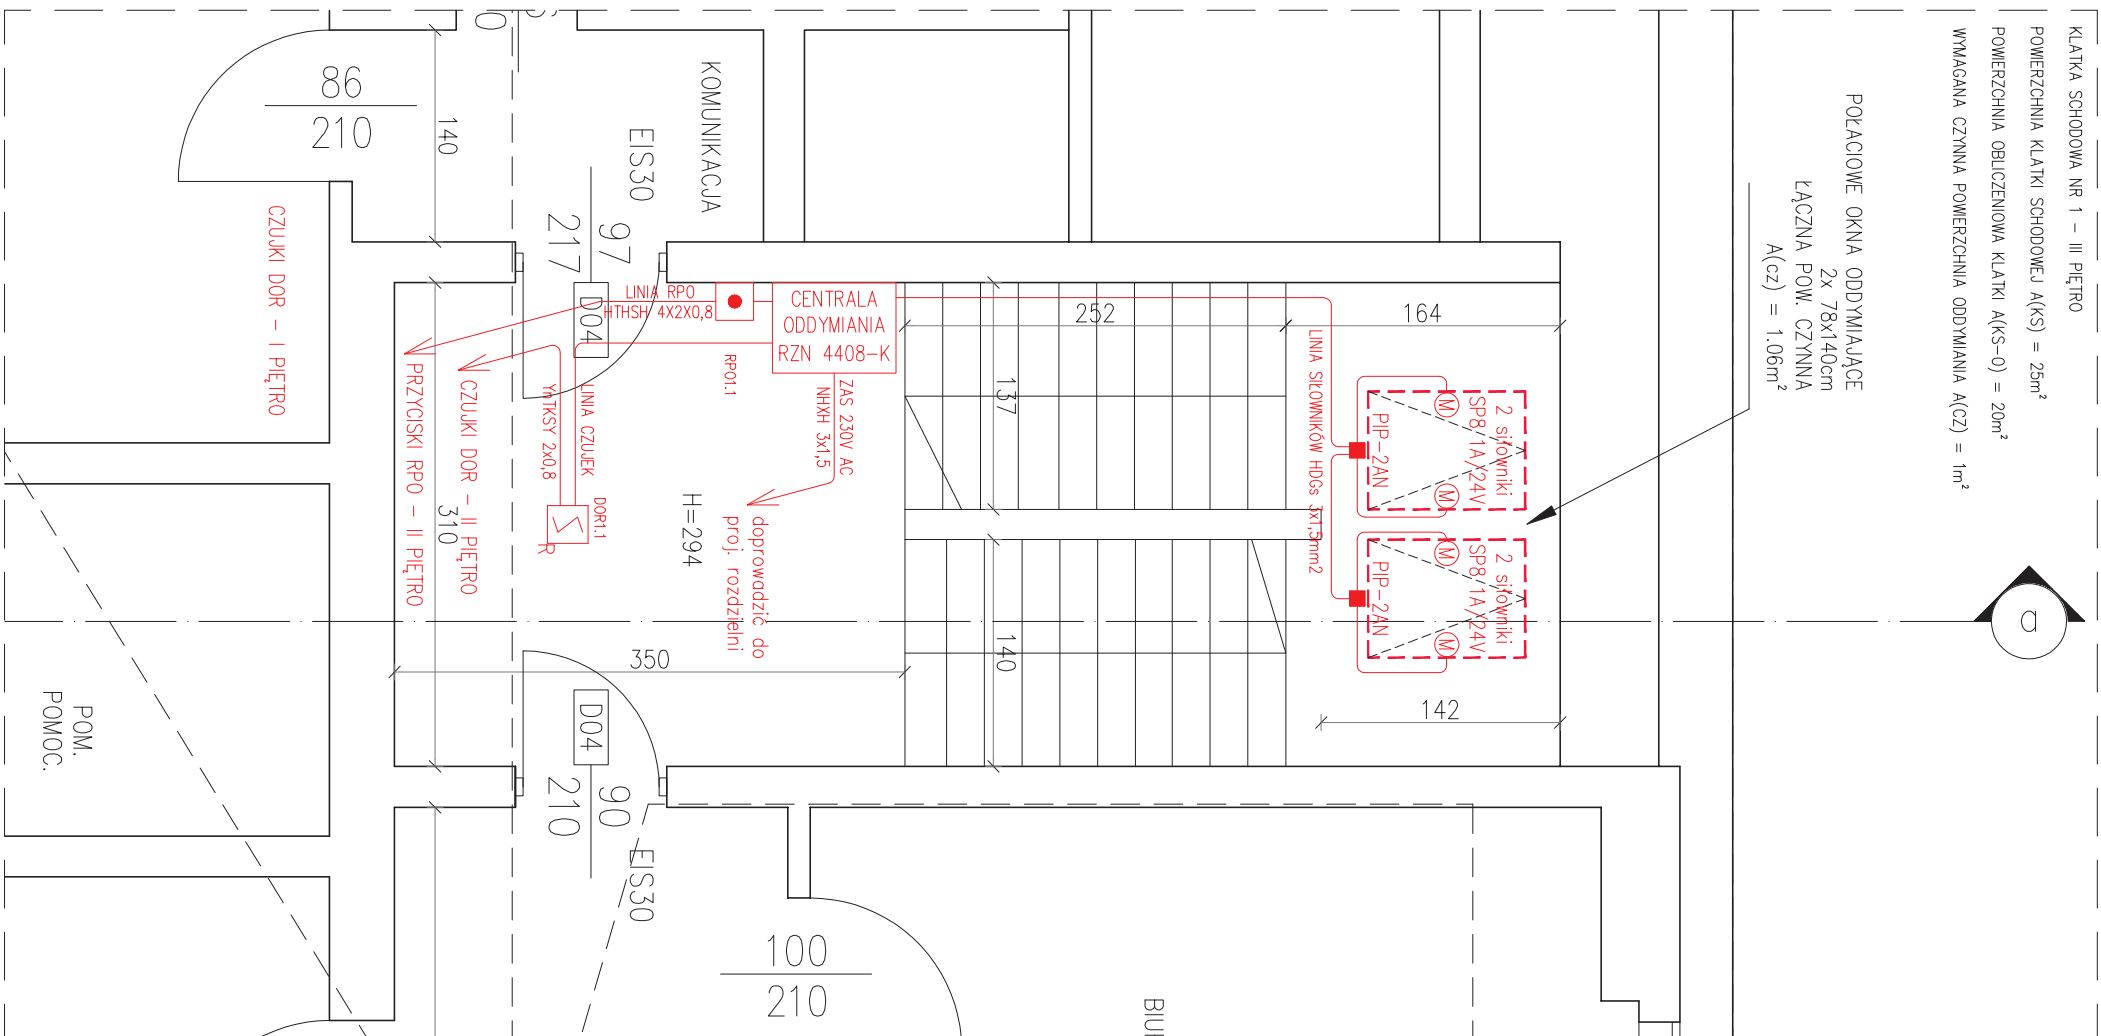 KLATKA SCHODOWA NR 1 - III PIĘTRO
POWIERZCHNIA KLATKI SCHODOWEJ A(KS) = 25m²
POWIERZCHNIA OBLICZENIOWA KLATKI A(KS-O) = 20m²
WYMAGANA CZYNNA POWIERZCHNIA ODDYMIANIA A(CZ) = 1m²
POŁACIOWE OKNA ODDYMIAJĄCE
2x 78x140cm
ŁĄCZNA POW. CZYNNA
A(cz) = 1.06m²
86
210
140
KOMUNIKACJA
EIS30
97
217
D04
CZUJKI DOR - I PIĘTRO
LINIA RPO
HTHSH 4X2X0,8
CENTRALA
ODDYMIANIA
RZN 4408-K
RPO1.1
252
164
137
LINIA SIŁOWNIKÓW HDGs 3x1,5mm2
2 siłowniki
SP8 1A/24V
PIP-2AN
M
M
2 siłowniki
SP8 1A/24V
PIP-2AN
M
M
ZAS 230V AC
NHXH 3x1,5
LINIA CZUJEK
YnTKSY 2x0,8
DOR1.1
R
CZUJKI DOR - II PIĘTRO
PRZYCISKI RPO - II PIĘTRO
310
H=294
doprowadzić do
proj. rozdzielni
350
140
142
a
D04
90
210
EIS30
POM.
POMOC.
100
210